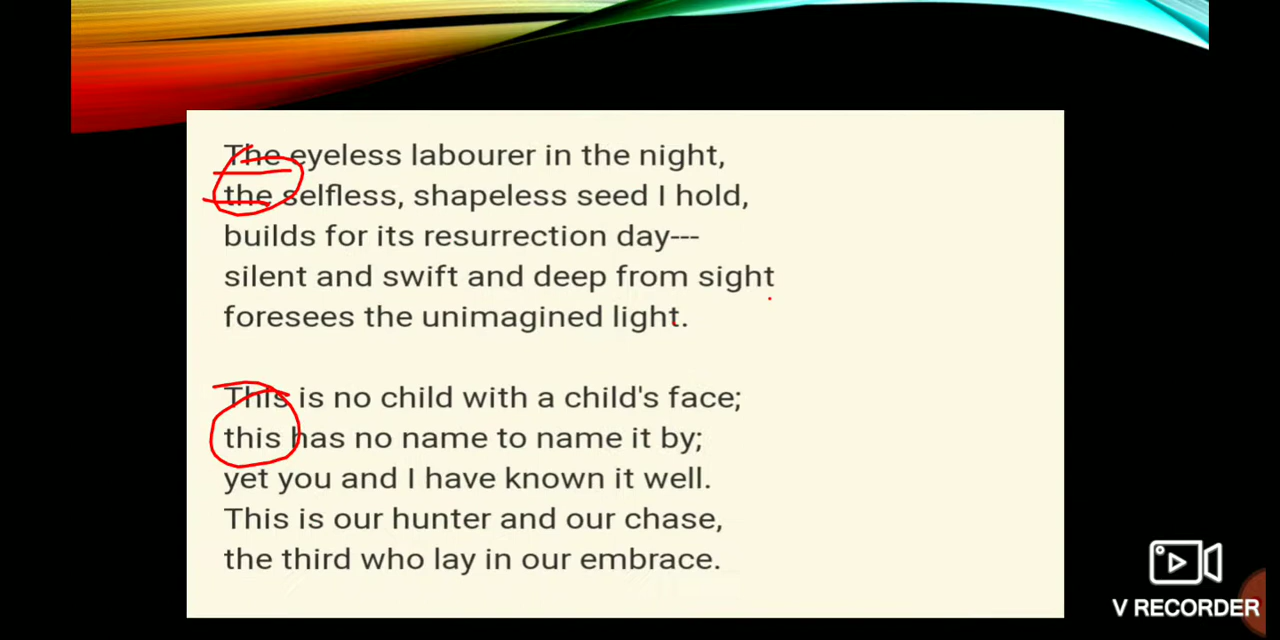 The eyeless labourer in the night,
the selfless, shapeless seed I hold,
builds for its resurrection day---
silent and swift and deep from sight
foresees the unimagined light.
This is no child with a child's face;
this has no name to name it by;
yet you and I have known it well.
This is our hunter and our chase,
the third who lay in our embrace.
V RECORDER